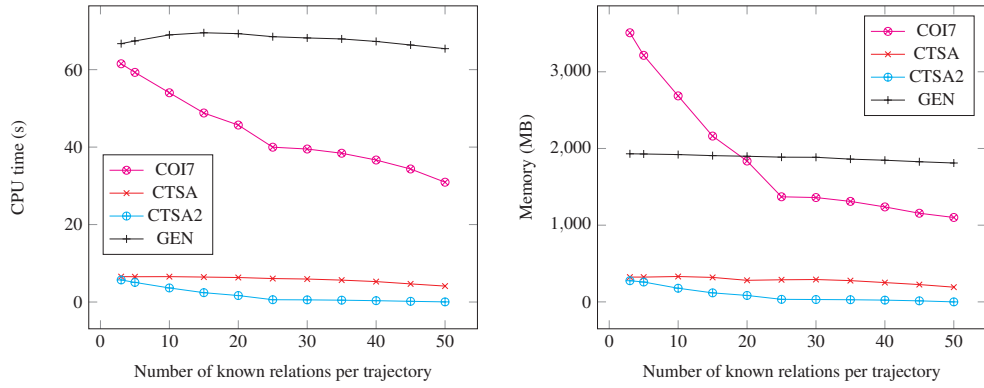 60
40
20
0
CPU time (s)
COI7
CTSA
CTSA2
GEN
0 10 20 30 40 50
Number of known relations per trajectory
3,000
2,000
1,000
0
Memory (MB)
COI7
CTSA
CTSA2
GEN
0 10 20 30 40 50
Number of known relations per trajectory